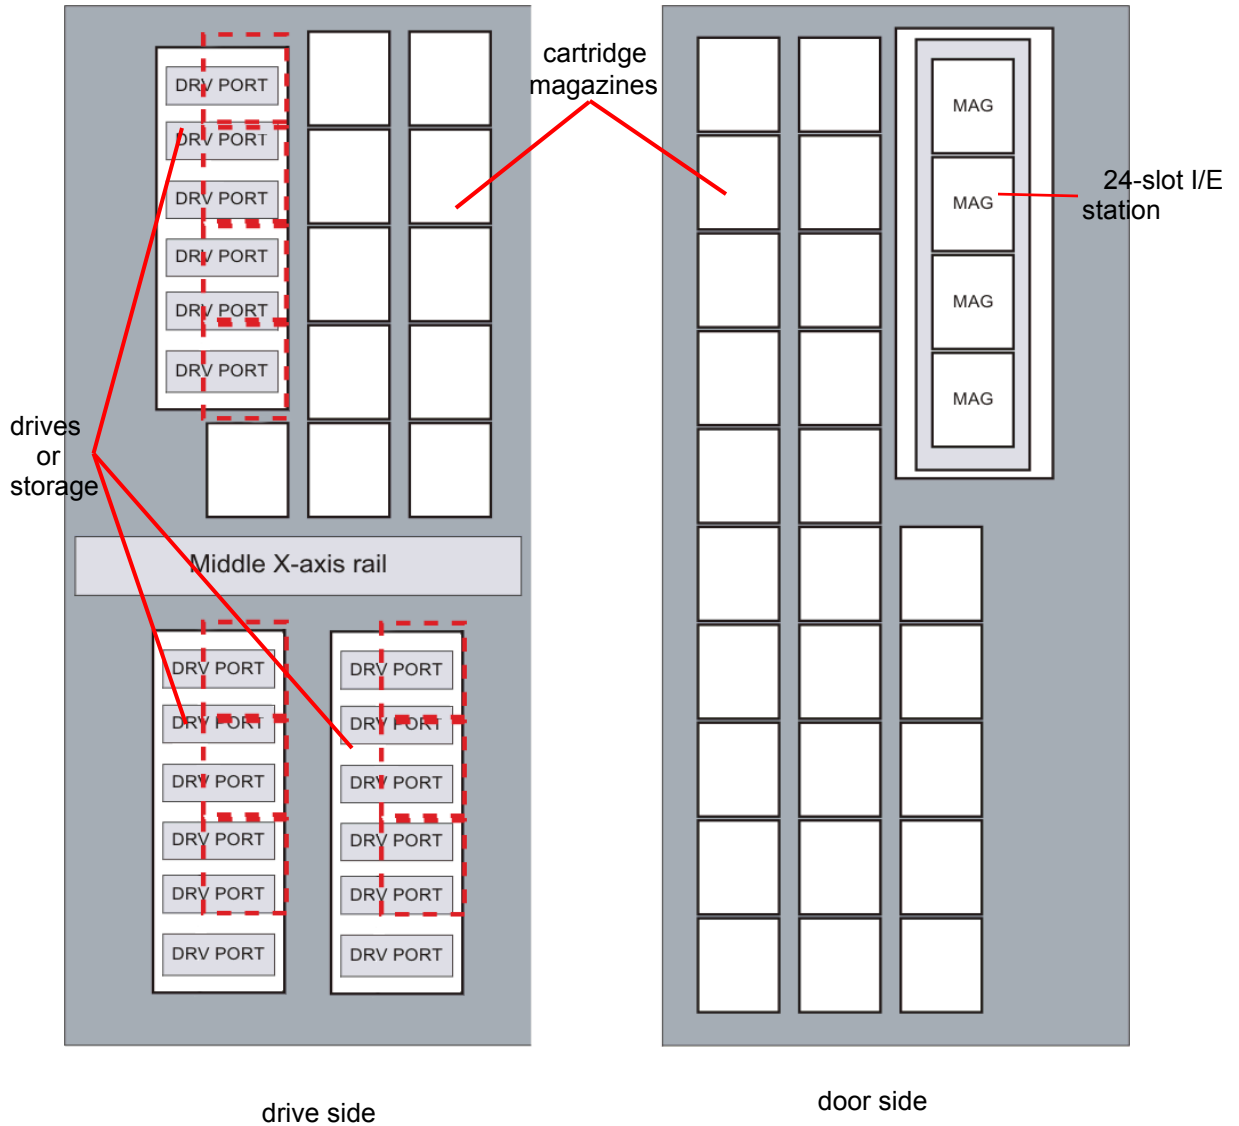 cartridge
magazines
DRV PORT
DRV PORT
DRV PORT
DRV PORT
DRV PORT
DRV PORT
MAG
MAG
MAG
MAG
24-slot I/E
station
drives
or
storage
Middle X-axis rail
DRV PORT
DRV PORT
DRV PORT
DRV PORT
DRV PORT
DRV PORT
DRV PORT
DRV PORT
DRV PORT
DRV PORT
DRV PORT
DRV PORT
drive side
door side